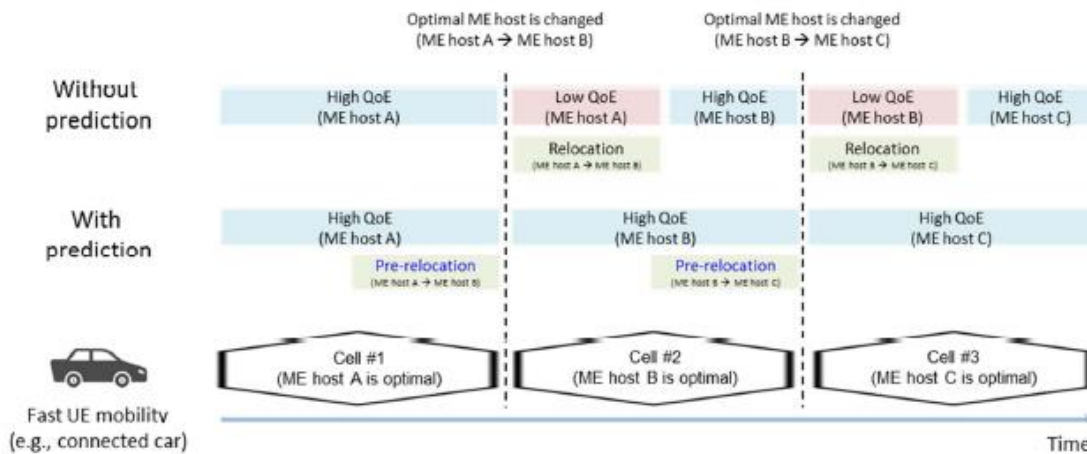 Optimal ME host is changed
(ME host A → ME host B)
Optimal ME host is changed
(ME host B → ME host C)
Without
prediction
High QoE
(ME host A)
Low QoE
(ME host A)
High QoE
(ME host B)
Low QoE
(ME host B)
High QoE
(ME host C)
Relocation
(ME host A → ME host B)
Relocation
(ME host B → ME host C)
With
prediction
High QoE
(ME host A)
High QoE
(ME host B)
High QoE
(ME host C)
Pre-relocation
(ME host A → ME host B)
Pre-relocation
(ME host B → ME host C)
Cell #1
(ME host A is optimal)
Cell #2
(ME host B is optimal)
Cell #3
(ME host C is optimal)
Fast UE mobility
(e.g., connected car)
Time